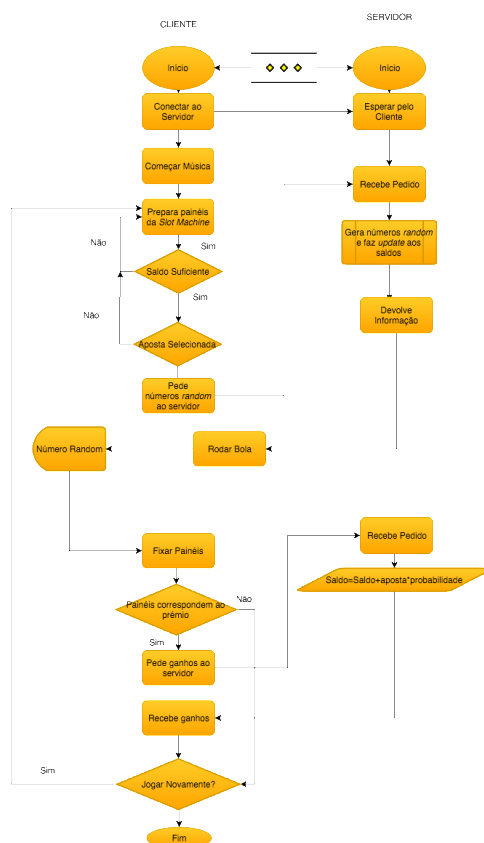 CLIENTE
SERVIDOR
Início
Início
Conectar ao
Servidor
Esperar pelo
Cliente
Começar Música
Recebe Pedido
Prepara painéis
da Slot Machine
Não
Sim
Gera números random
e faz update aos
saldos
Saldo Suficiente
Sim
Não
Devolve
Informação
Aposta Selecionada
Pede
números random
ao servidor
Número Random
Rodar Bola
Fixar Painéis
Recebe Pedido
Saldo=Saldo+aposta*probabilidade
Painéis correspondem ao
prémio
Não
Sim
Pede ganhos ao
servidor
Recebe ganhos
Sim
Jogar Novamente?
Fim